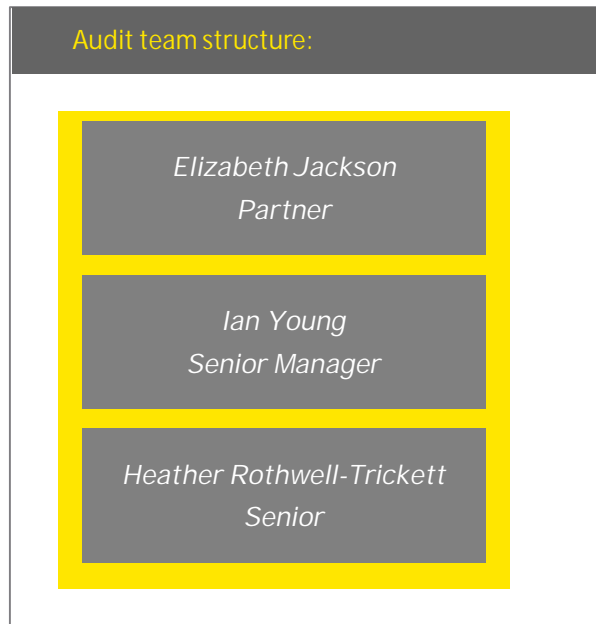 Audit team structure:
Elizabeth Jackson
Partner
Ian Young
Senior Manager
Heather Rothwell-Trickett
Senior